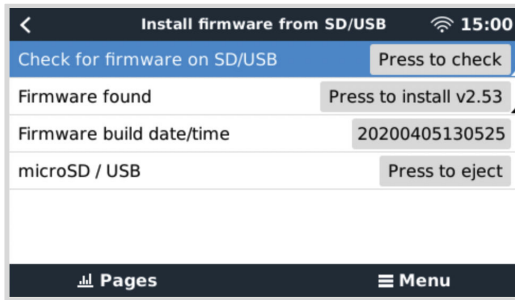 Install firmware from SD/USB 15:00
Check for firmware on SD/USB Press to check
Firmware found Press to install v2.53
Firmware build date/time 20200405130525
microSD / USB Press to eject
Pages Menu